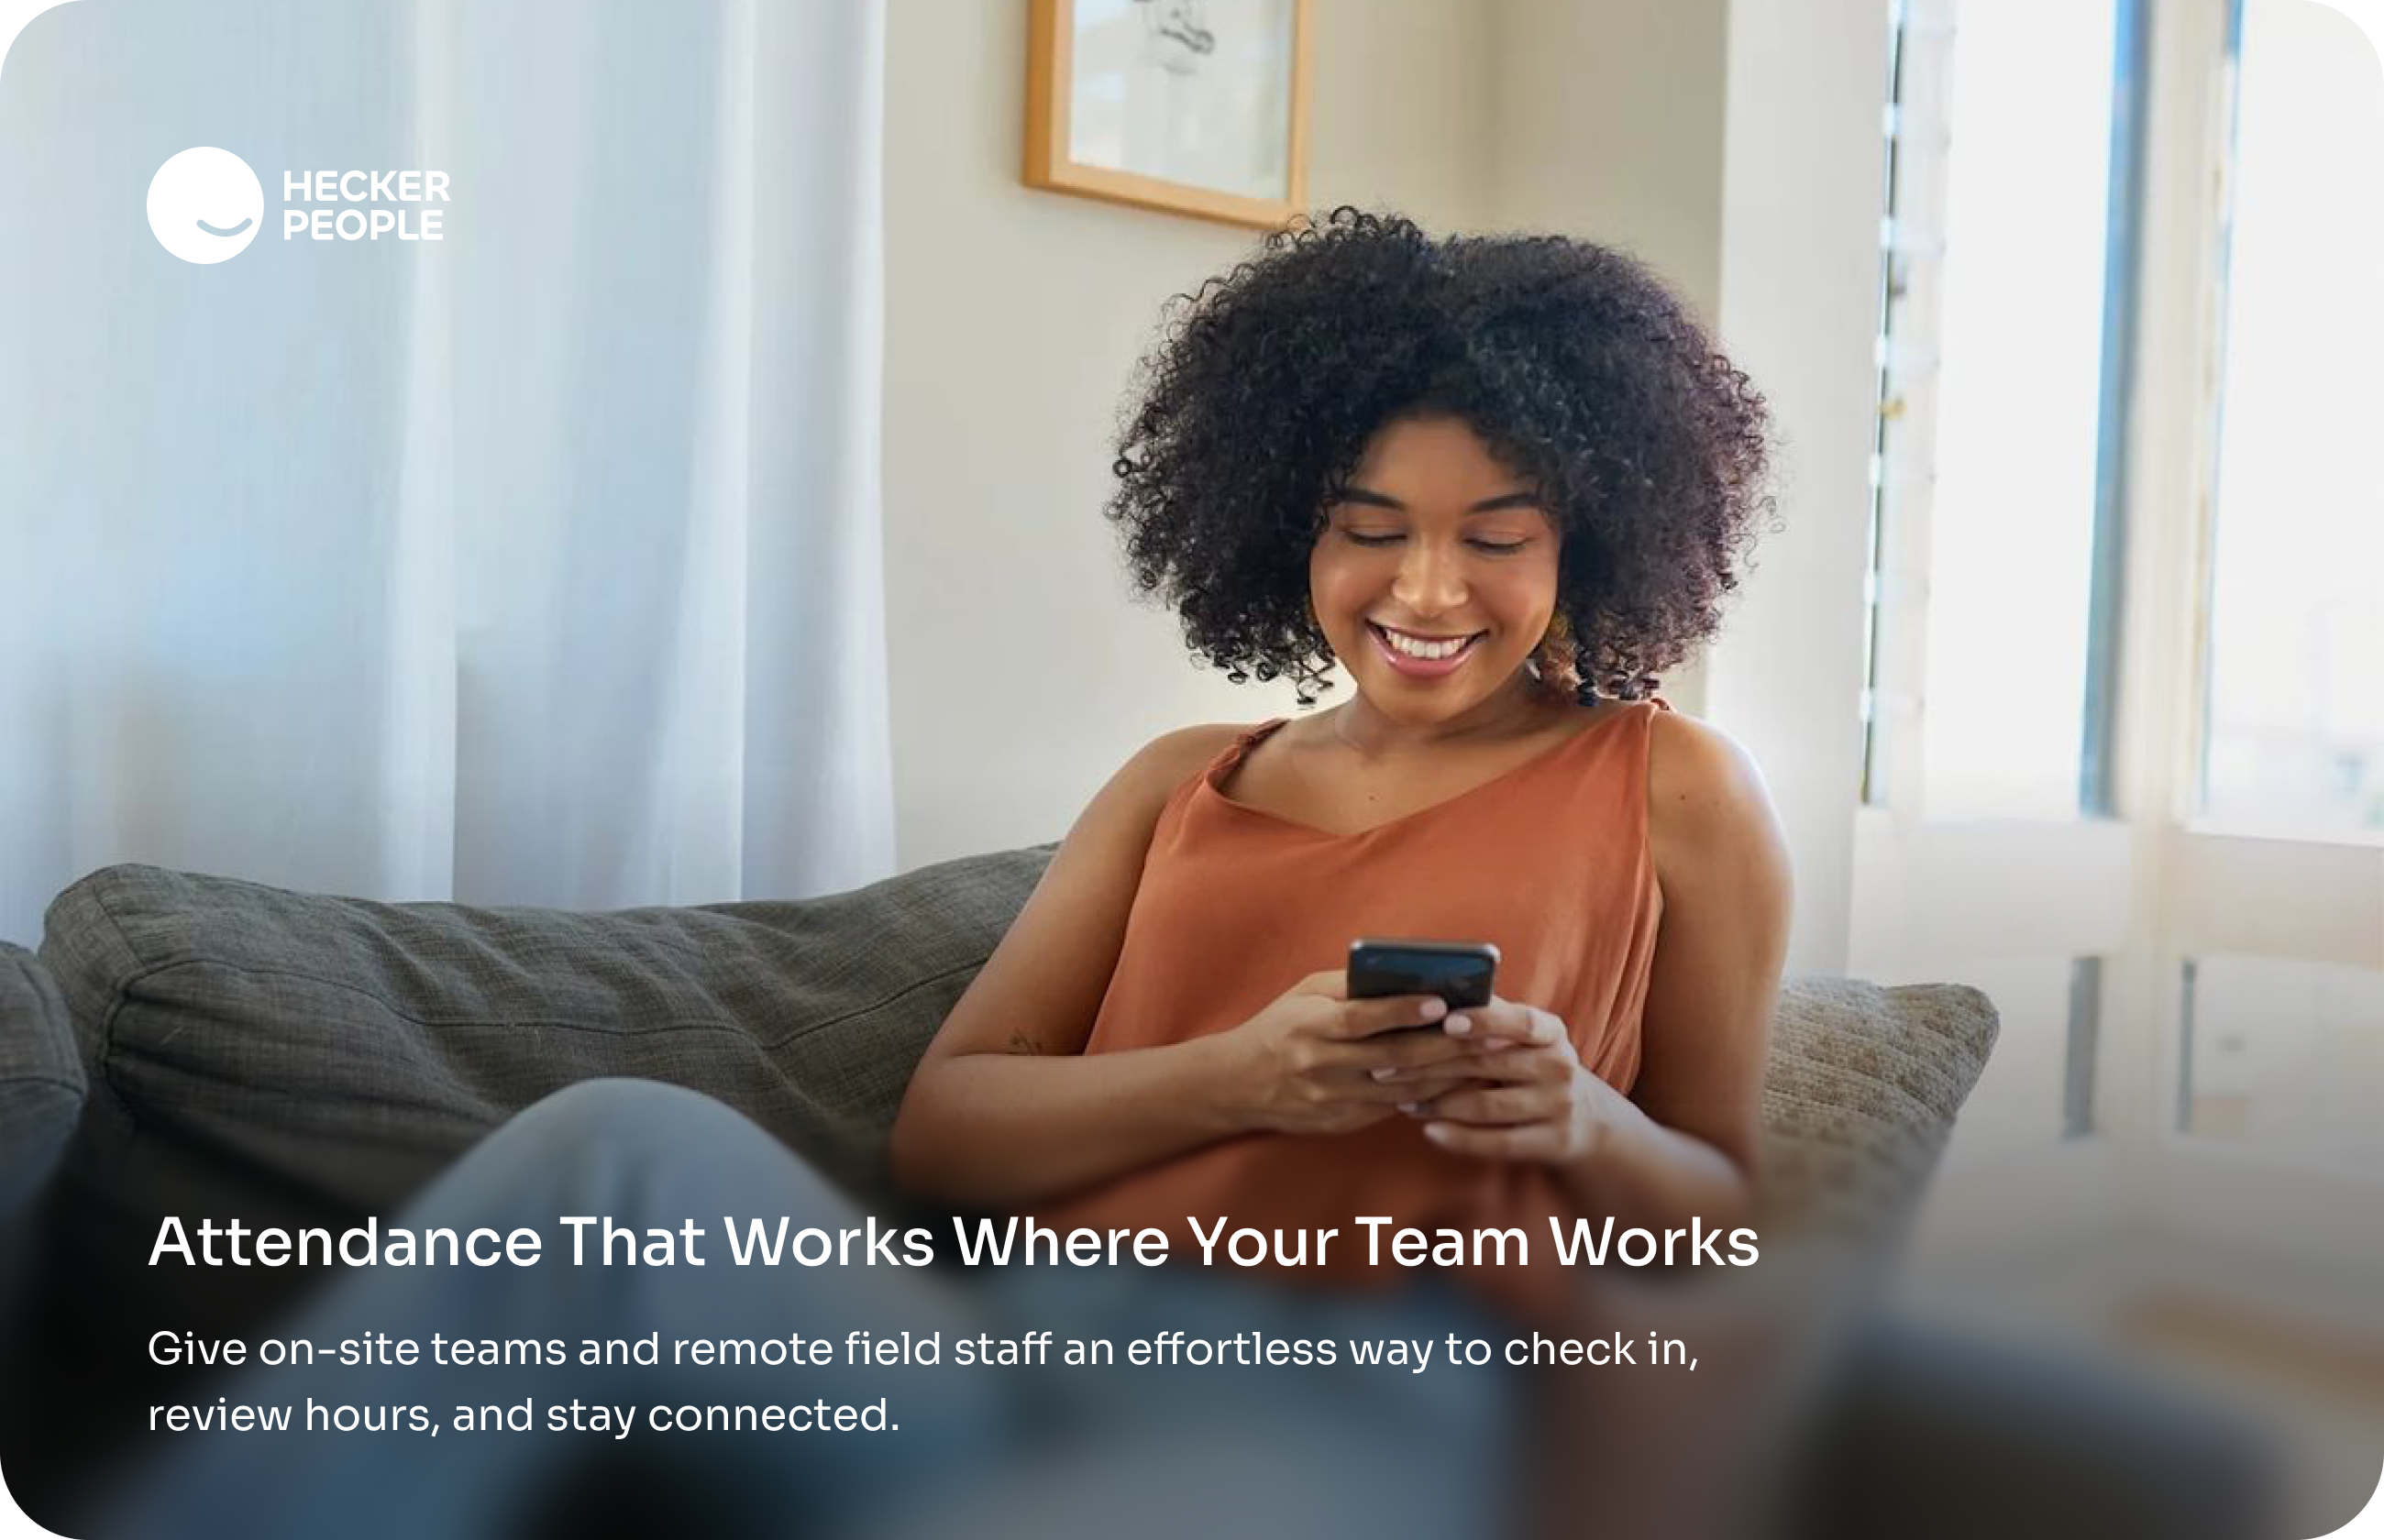 HECKER
PEOPLE
Attendance That Works Where Your Team Works
Give on-site teams and remote field staff an effortless way to check in,
review hours, and stay connected.